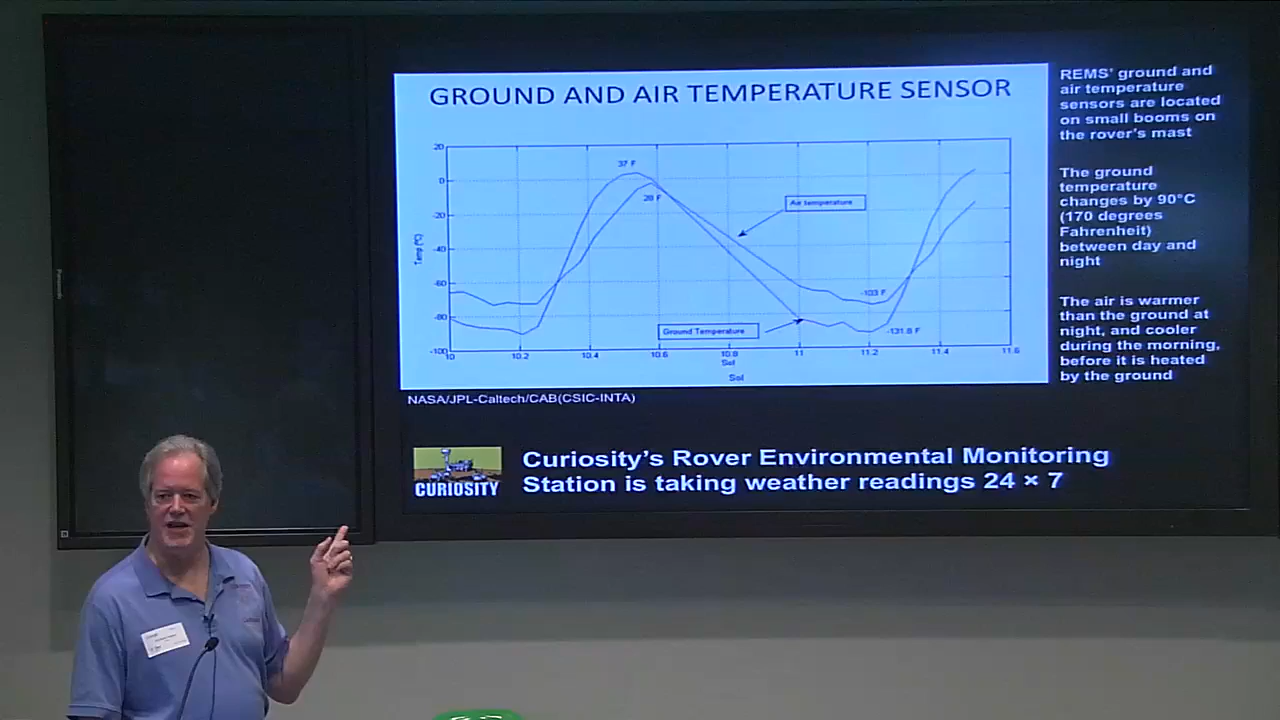 GROUND AND AIR TEMPERATURE SENSOR
20
0
-20
-40
-60
-80
-100
Temp (ºC)
37 F
28 F
Air temperature
-103 F
Ground Temperature
-131.8 F
10
10.2
10.4
10.6
10.8
11
11.2
11.4
11.6
Sol
Sol
NASA/JPL-Caltech/CAB(CSIC-INTA)
REMS' ground and
air temperature
sensors are located
on small booms on
the rover's mast
The ground
temperature
changes by 90°C
(170 degrees
Fahrenheit)
between day and
night
The air is warmer
than the ground at
night, and cooler
during the morning,
before it is heated
by the ground
CURIOSITY
Curiosity's Rover Environmental Monitoring
Station is taking weather readings 24 × 7